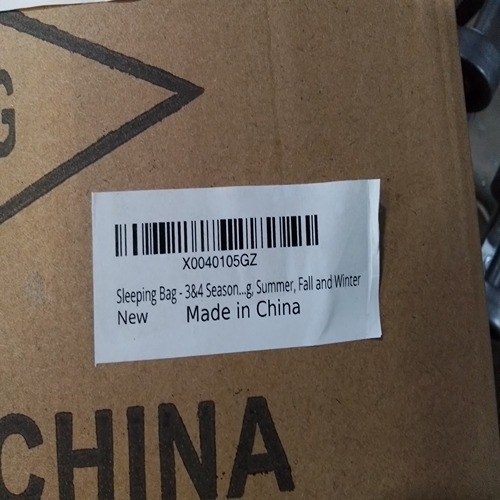 G
X0040105GZ
Sleeping Bag - 3&4 Season...g, Summer, Fall and Winter
New Made in China
CHINA